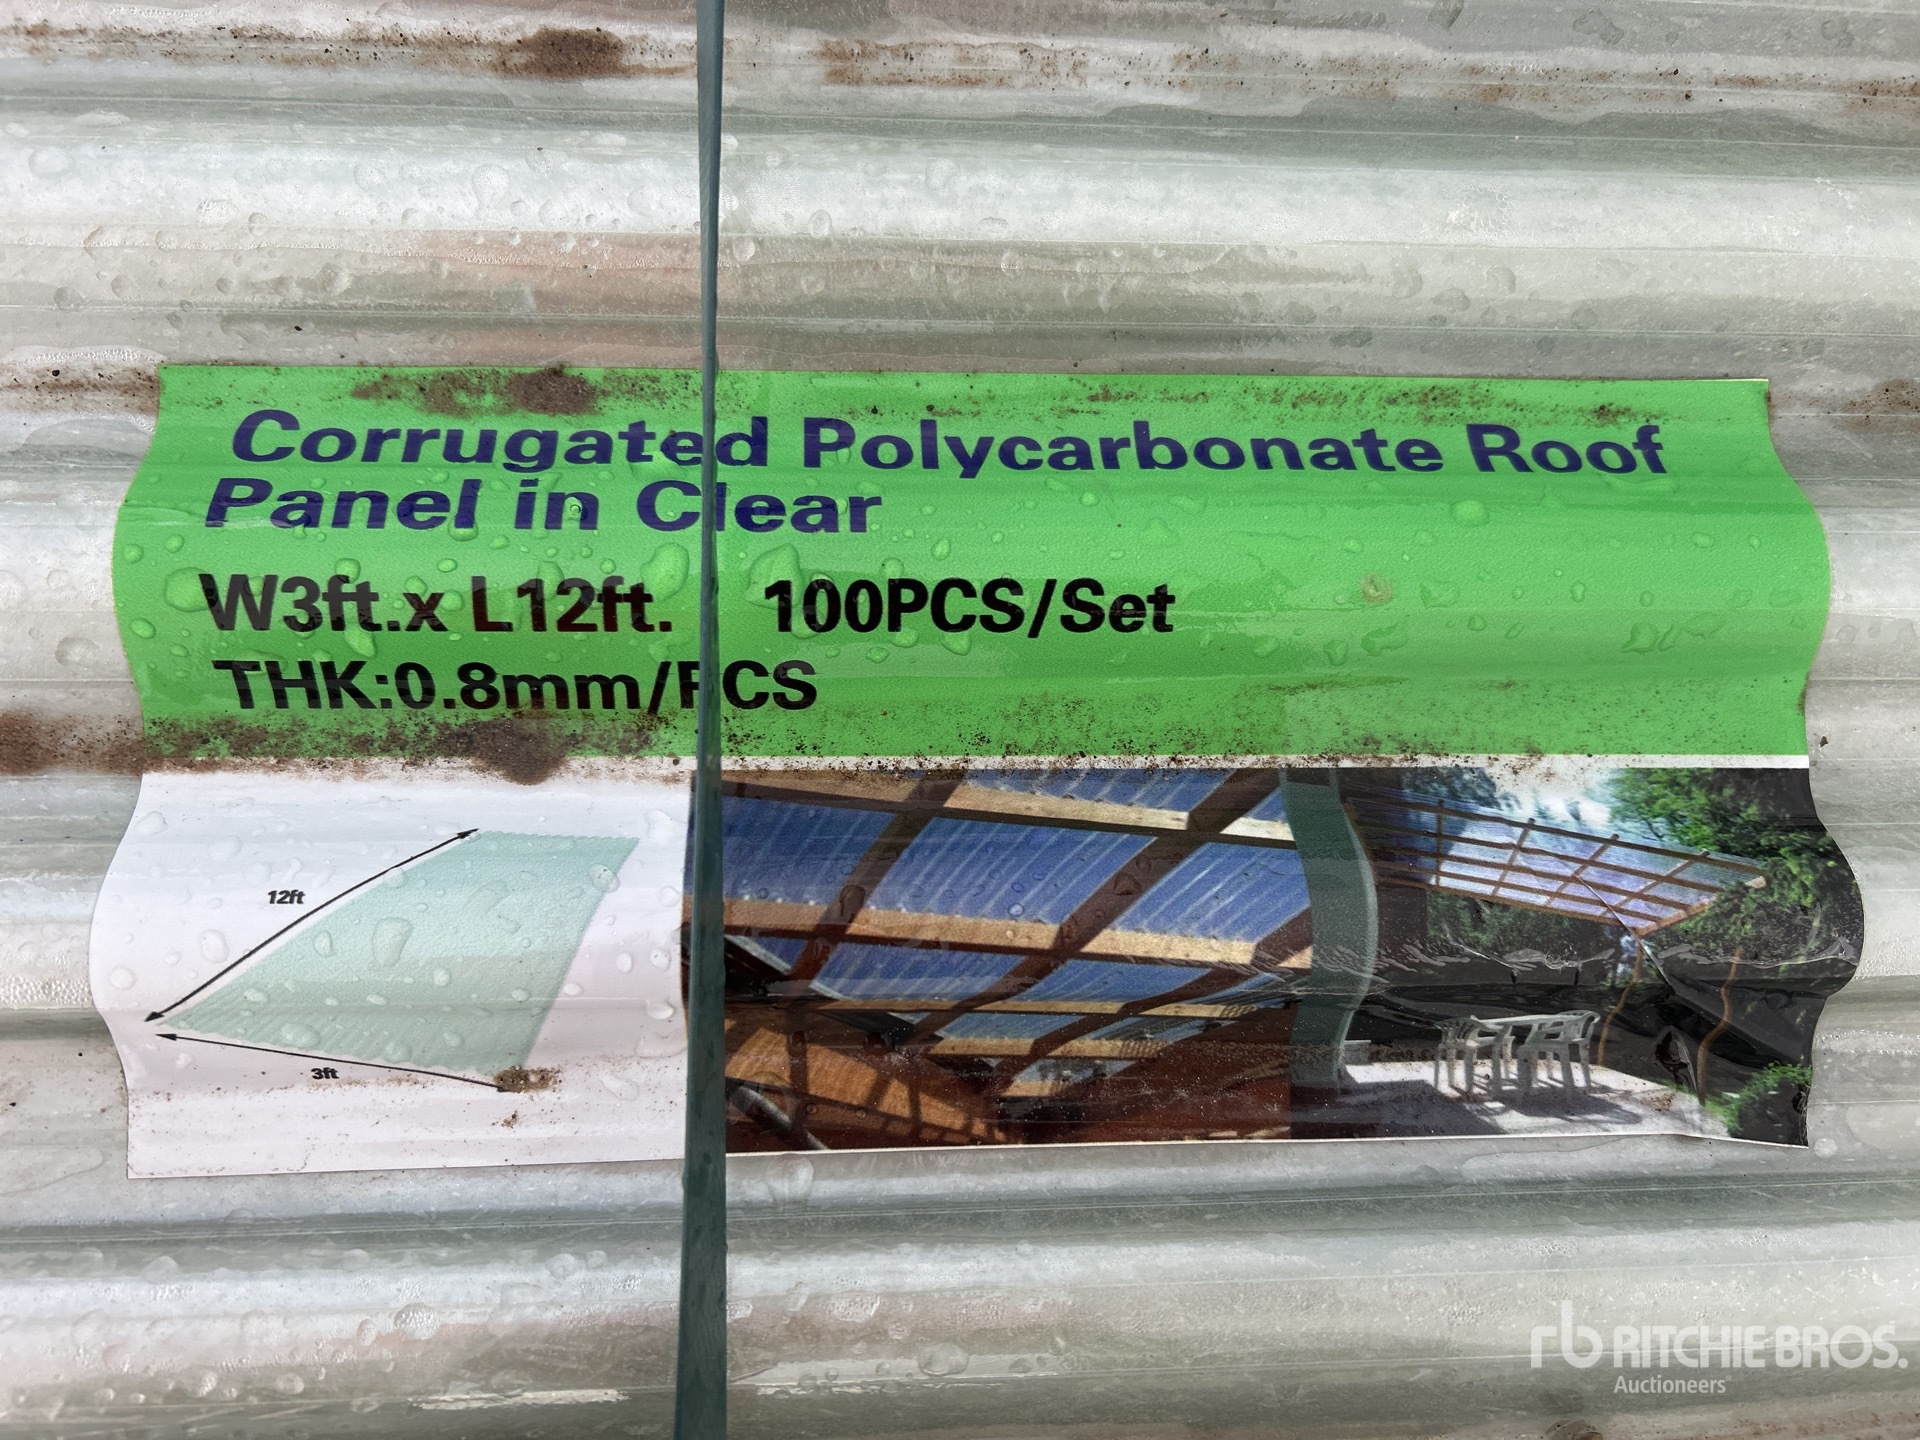 Corrugated Polycarbonate Roof
Panel in Clear
W3ft.x L12ft. 100PCS/Set
THK:0.8mm/PCS
12ft
3ft
rb RITCHIE BROS.
Auctioneers